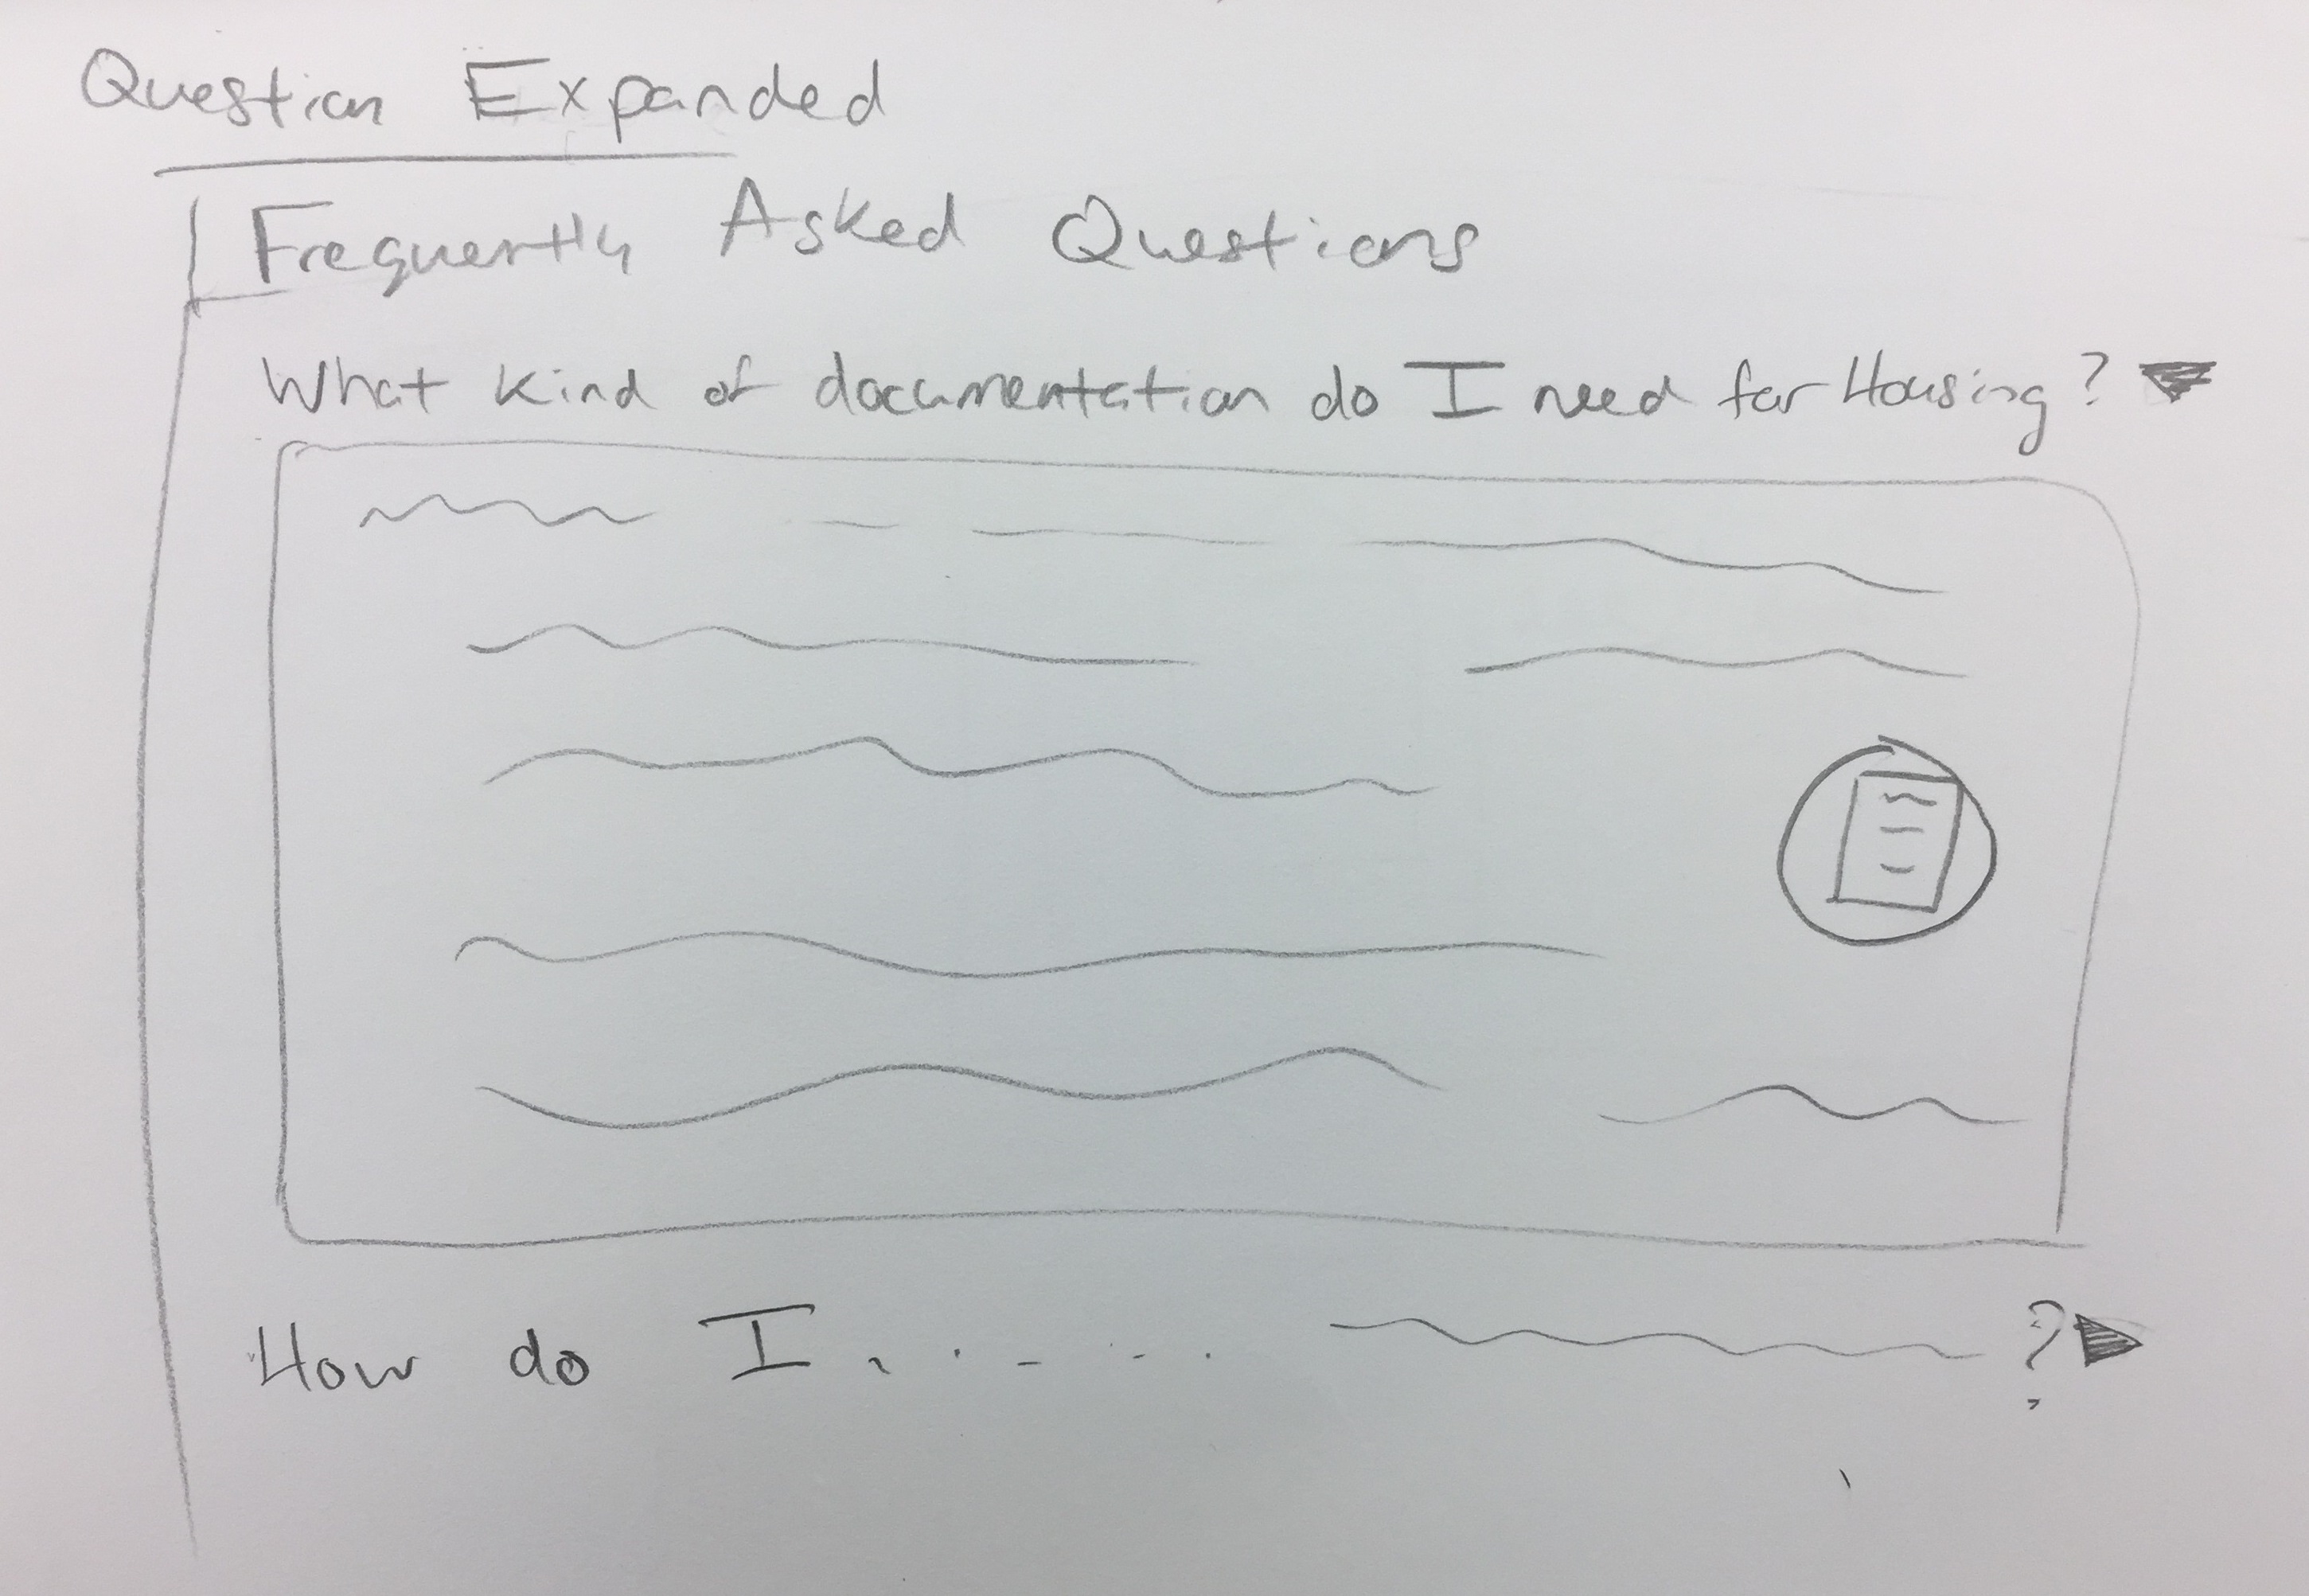 Question Expanded
Frequently Asked Questions
What kind of documentation do I need for Housing?
How do I . . - - . ?